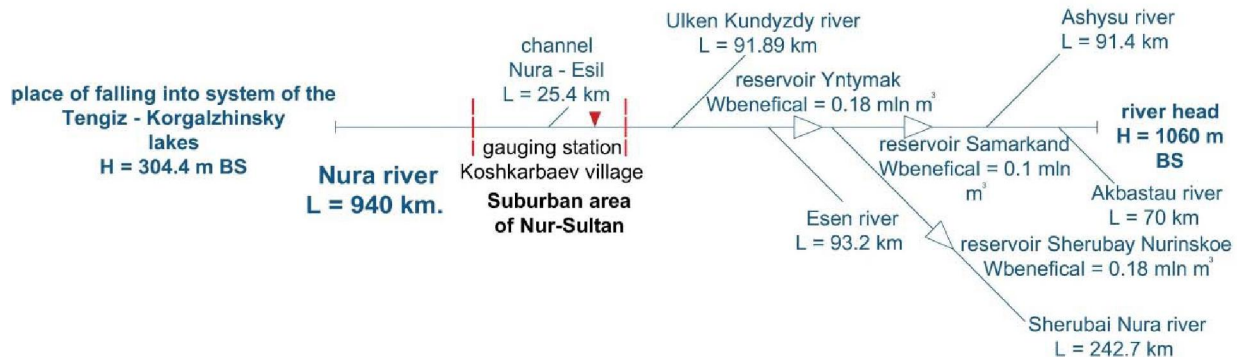 place of falling into system of the
Tengiz - Korgalzhinsky
lakes
H = 304.4 m BS
Nura river
L = 940 km.
channel
Nura - Esil
L = 25.4 km
gauging station
Koshkarbaev village
Suburban area
of Nur-Sultan
Ulken Kundyzdy river
L = 91.89 km
reservoir Yntymak
Wbenefical = 0.18 mln m³
Esen river
L = 93.2 km
reservoir Samarkand
Wbenefical = 0.1 mln
m³
Ashysu river
L = 91.4 km
river head
H = 1060 m
BS
Akbastau river
L = 70 km
reservoir Sherubay Nurinskoe
Wbenefical = 0.18 mln m³
Sherubai Nura river
L = 242.7 km